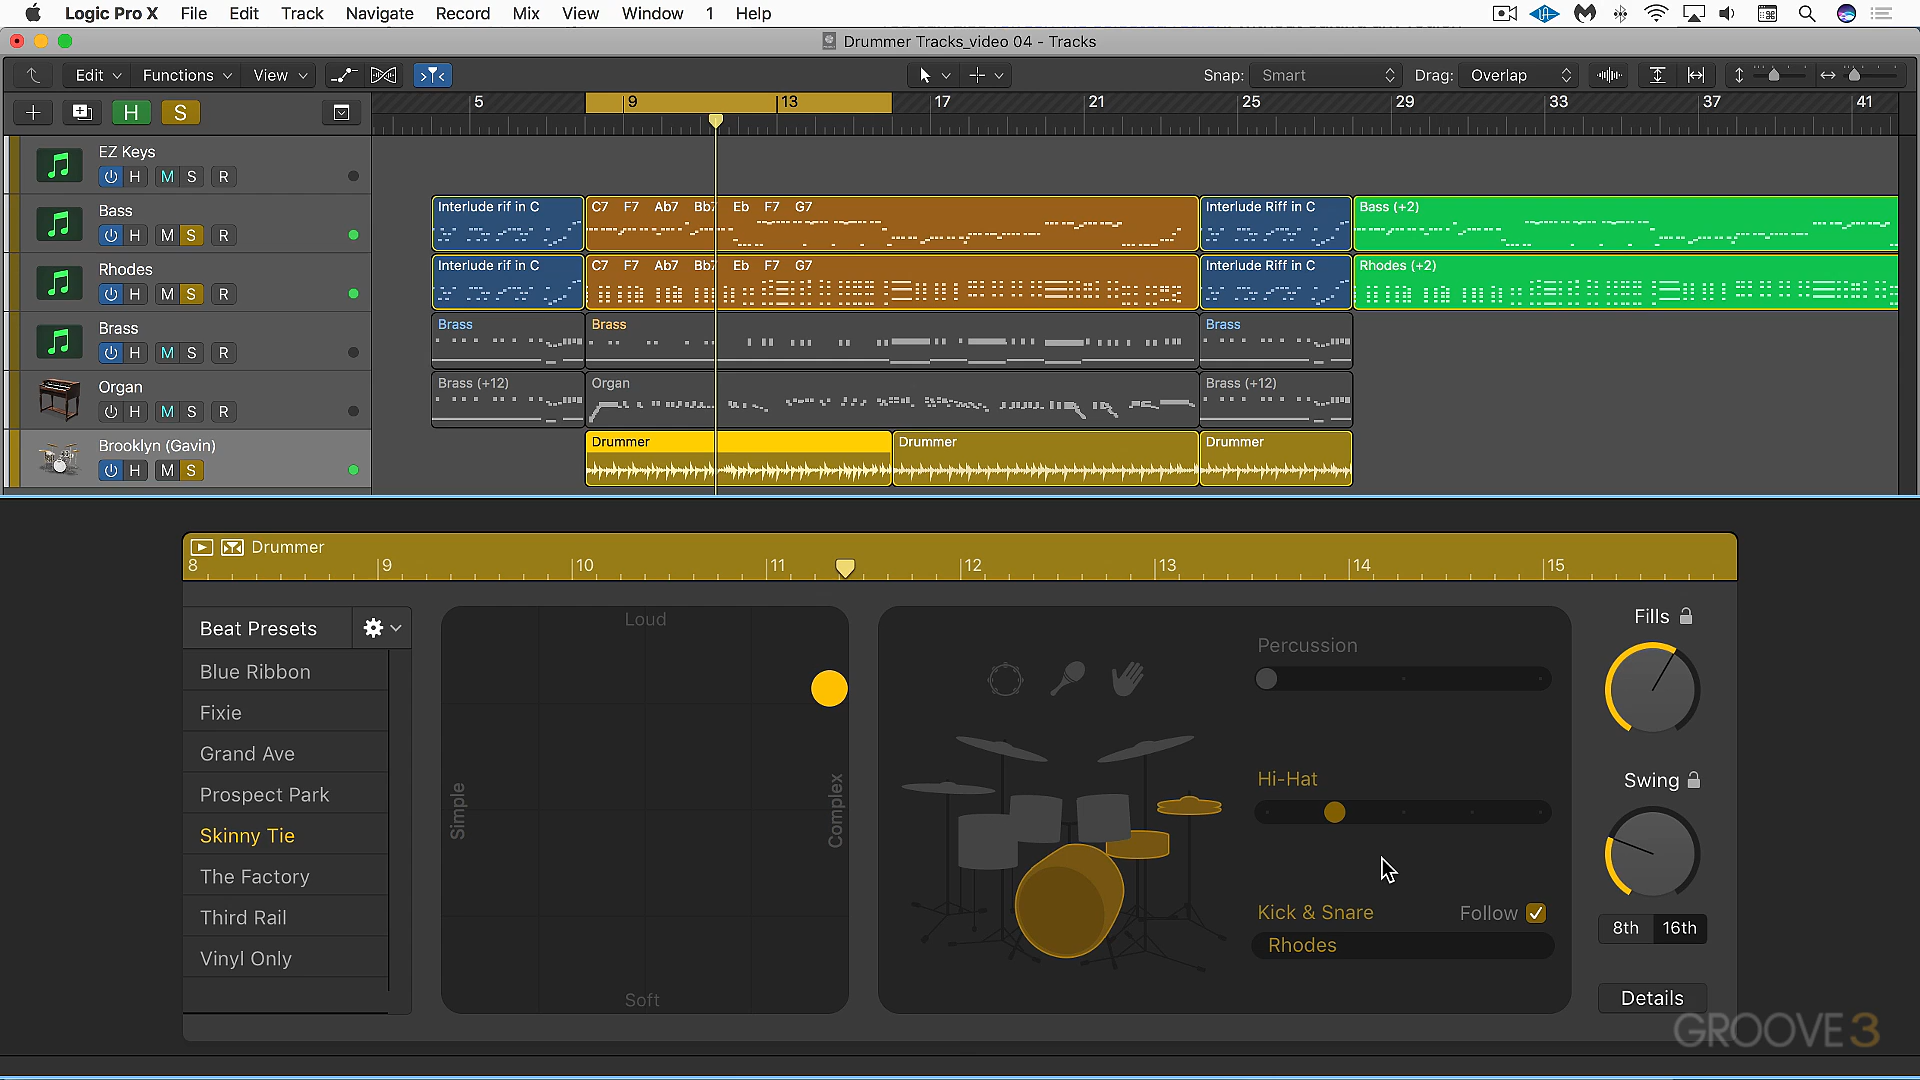 Logic Pro X File Edit Track Navigate Record Mix View Window 1 Help
Drummer Tracks_video 04 - Tracks
Edit Functions View Snap: Smart Drag: Overlap
H S 5 9 13 17 21 25 29 33 37 41
EZ Keys
H M S R
Bass
H M S R
Interlude rif in C C7 F7 Ab7 Bb7 Eb F7 G7 Interlude Riff in C Bass (+2)
Rhodes
H M S R
Interlude rif in C C7 F7 Ab7 Bb7 Eb F7 G7 Interlude Riff in C Rhodes (+2)
Brass
H M S R
Brass Brass Brass
Organ
H M S R
Brass (+12) Organ Brass (+12)
Brooklyn (Gavin)
H M S
Drummer Drummer Drummer
Drummer
8 9 10 11 12 13 14 15
Beat Presets
Blue Ribbon
Fixie
Grand Ave
Prospect Park
Skinny Tie
The Factory
Third Rail
Vinyl Only
Loud
Simple
Complex
Soft
Percussion
Hi-Hat
Kick & Snare Follow
Rhodes
Fills
Swing
8th 16th
Details
GROOVE 3